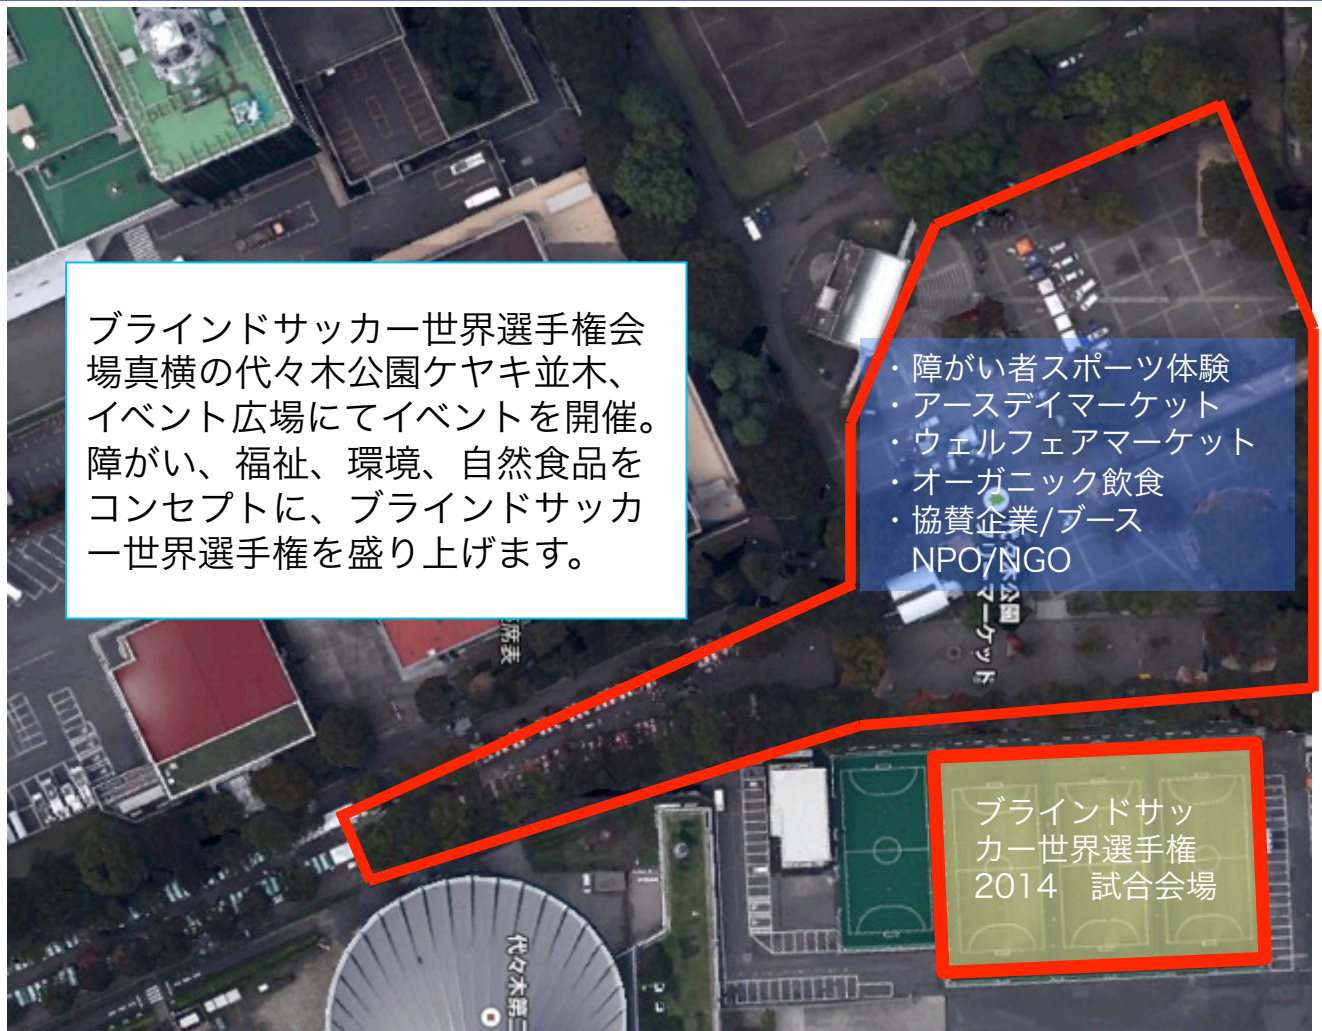 ブラインドサッカー世界選手権会
場真横の代々木公園ケヤキ並木、
イベント広場にてイベントを開催。
障がい、福祉、環境、自然食品を
コンセプトに、ブラインドサッカ
ー世界選手権を盛り上げます。
・障がい者スポーツ体験
・アースデイマーケット
・ウェルフェアマーケット
・オーガニック飲食
・協賛企業/ブース
NPO/NGO
ブラインドサッ
カー世界選手権
2014　試合会場
代々木第二